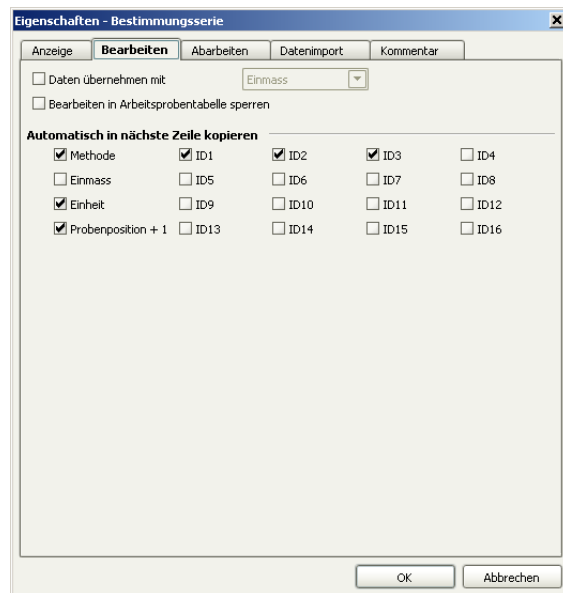 Eigenschaften - Bestimmungsserie
Anzeige Bearbeiten Abarbeiten Datenimport Kommentar
Daten übernehmen mit Einmass
Bearbeiten in Arbeitsprobentabelle sperren
Automatisch in nächste Zeile kopieren
Methode ID1 ID2 ID3 ID4
Einmass ID5 ID6 ID7 ID8
Einheit ID9 ID10 ID11 ID12
Probenposition + 1 ID13 ID14 ID15 ID16
OK Abbrechen